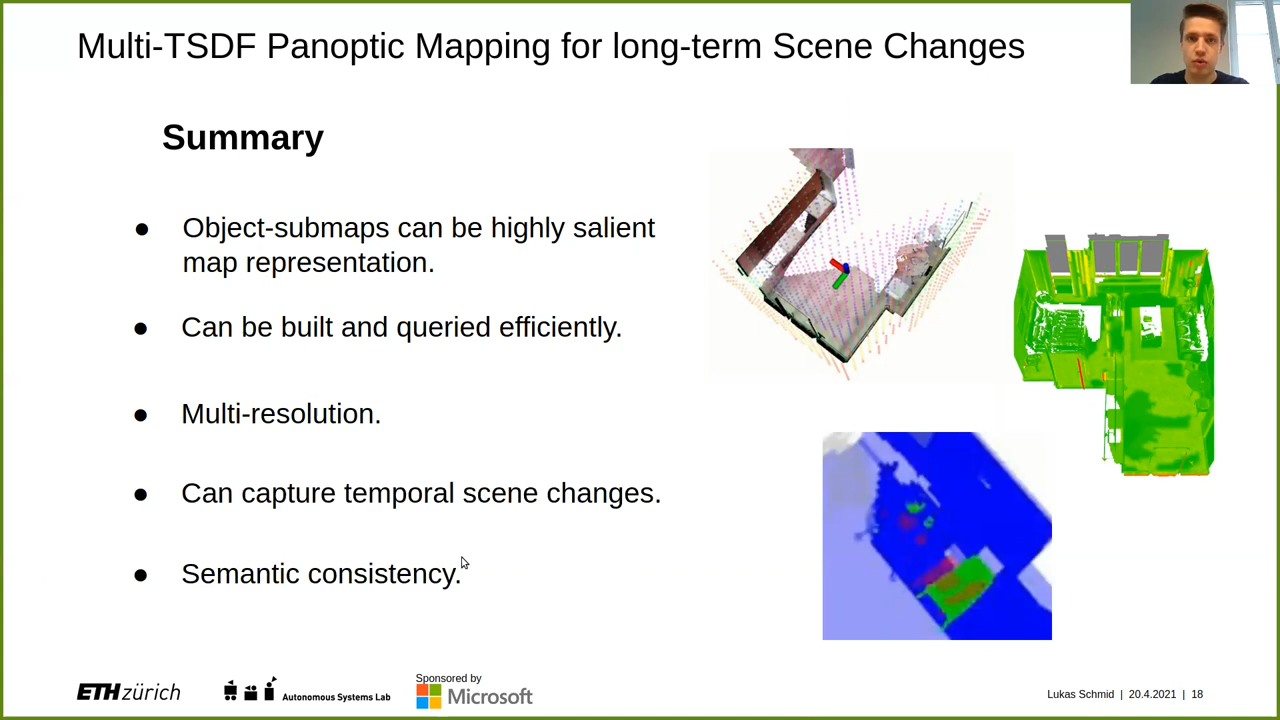 Multi-TSDF Panoptic Mapping for long-term Scene Changes
Summary
● Object-submaps can be highly salient
map representation.
● Can be built and queried efficiently.
● Multi-resolution.
● Can capture temporal scene changes.
● Semantic consistency.
ETH zürich
Autonomous Systems Lab
Sponsored by
Microsoft
Lukas Schmid | 20.4.2021 | 18